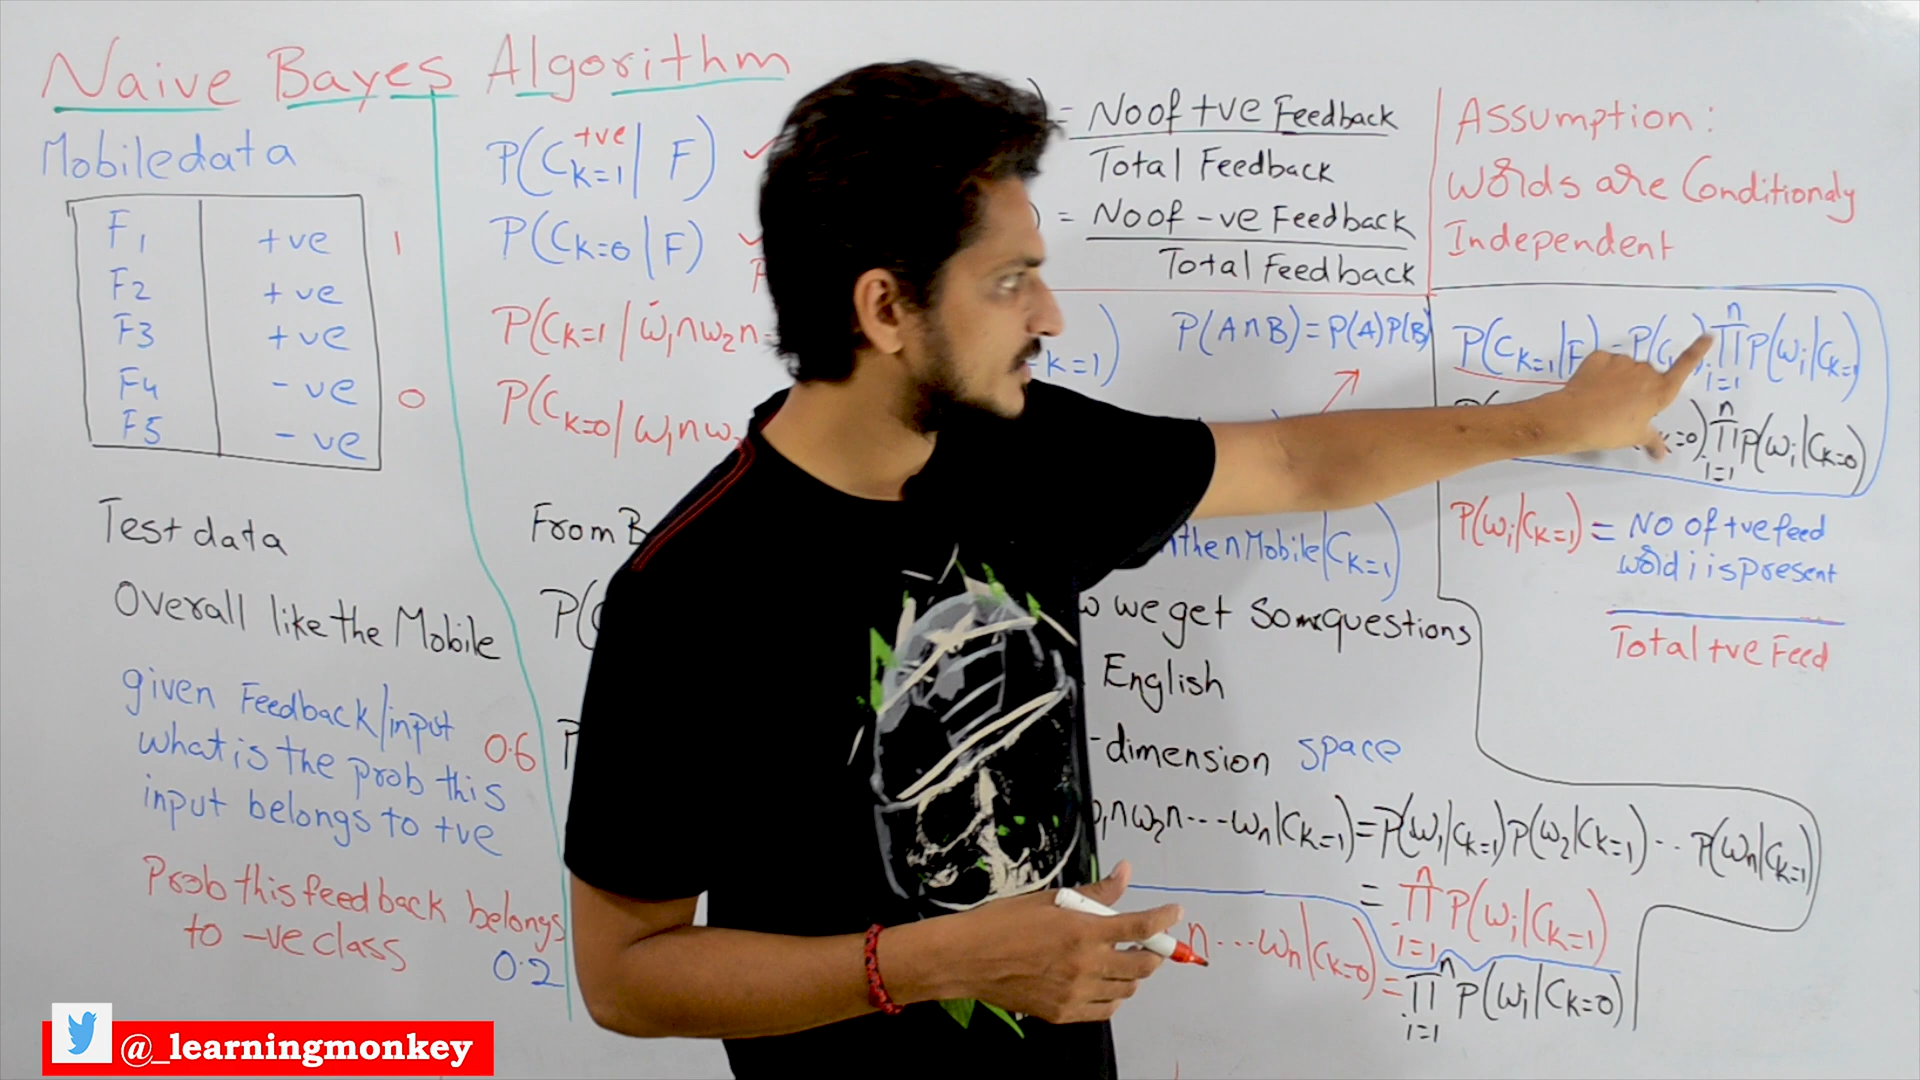 Naive Bayes Algorithm
Mobiledata
F1 +ve 1
F2 +ve
F3 +ve
F4 -ve 0
F5 -ve
Test data
Overall like the Mobile
given Feedback/input
what is the prob this 0.6
input belongs to +ve
Prob this feedback belongs
to -ve class 0.2
+ve
P(Ck=1 | F)
P(Ck=0 | F)
P(Ck=1 / w1 ∩ w2 ∩
P(Ck=0 / w1 ∩ w
From B
) = No of +ve Feedback
Total Feedback
) = No of -ve Feedback
Total Feedback
k=1)
P(A∩B) = P(A)P(B)
then Mobile | Ck=1)
we get some questions
English
-dimension space
w1 ∩ w2 ∩ --- wn | Ck=1) = P(w1 | Ck=1) P(w2 | Ck=1) ... P(wn | Ck=1)
= n∏i=1 P(wi | Ck=1)
∩ --- wn | Ck=0) = n∏i=1 P(wi | Ck=0)
Assumption:
words are Conditionaly
Independent
P(Ck=1 | F) = P(C ). n∏i=1 P(wi | Ck=1)
k=0) n∏i=1 P(wi | Ck=0)
P(wi | Ck=1) = No of +ve feed
word i is present
Total +ve Feed
@_learningmonkey